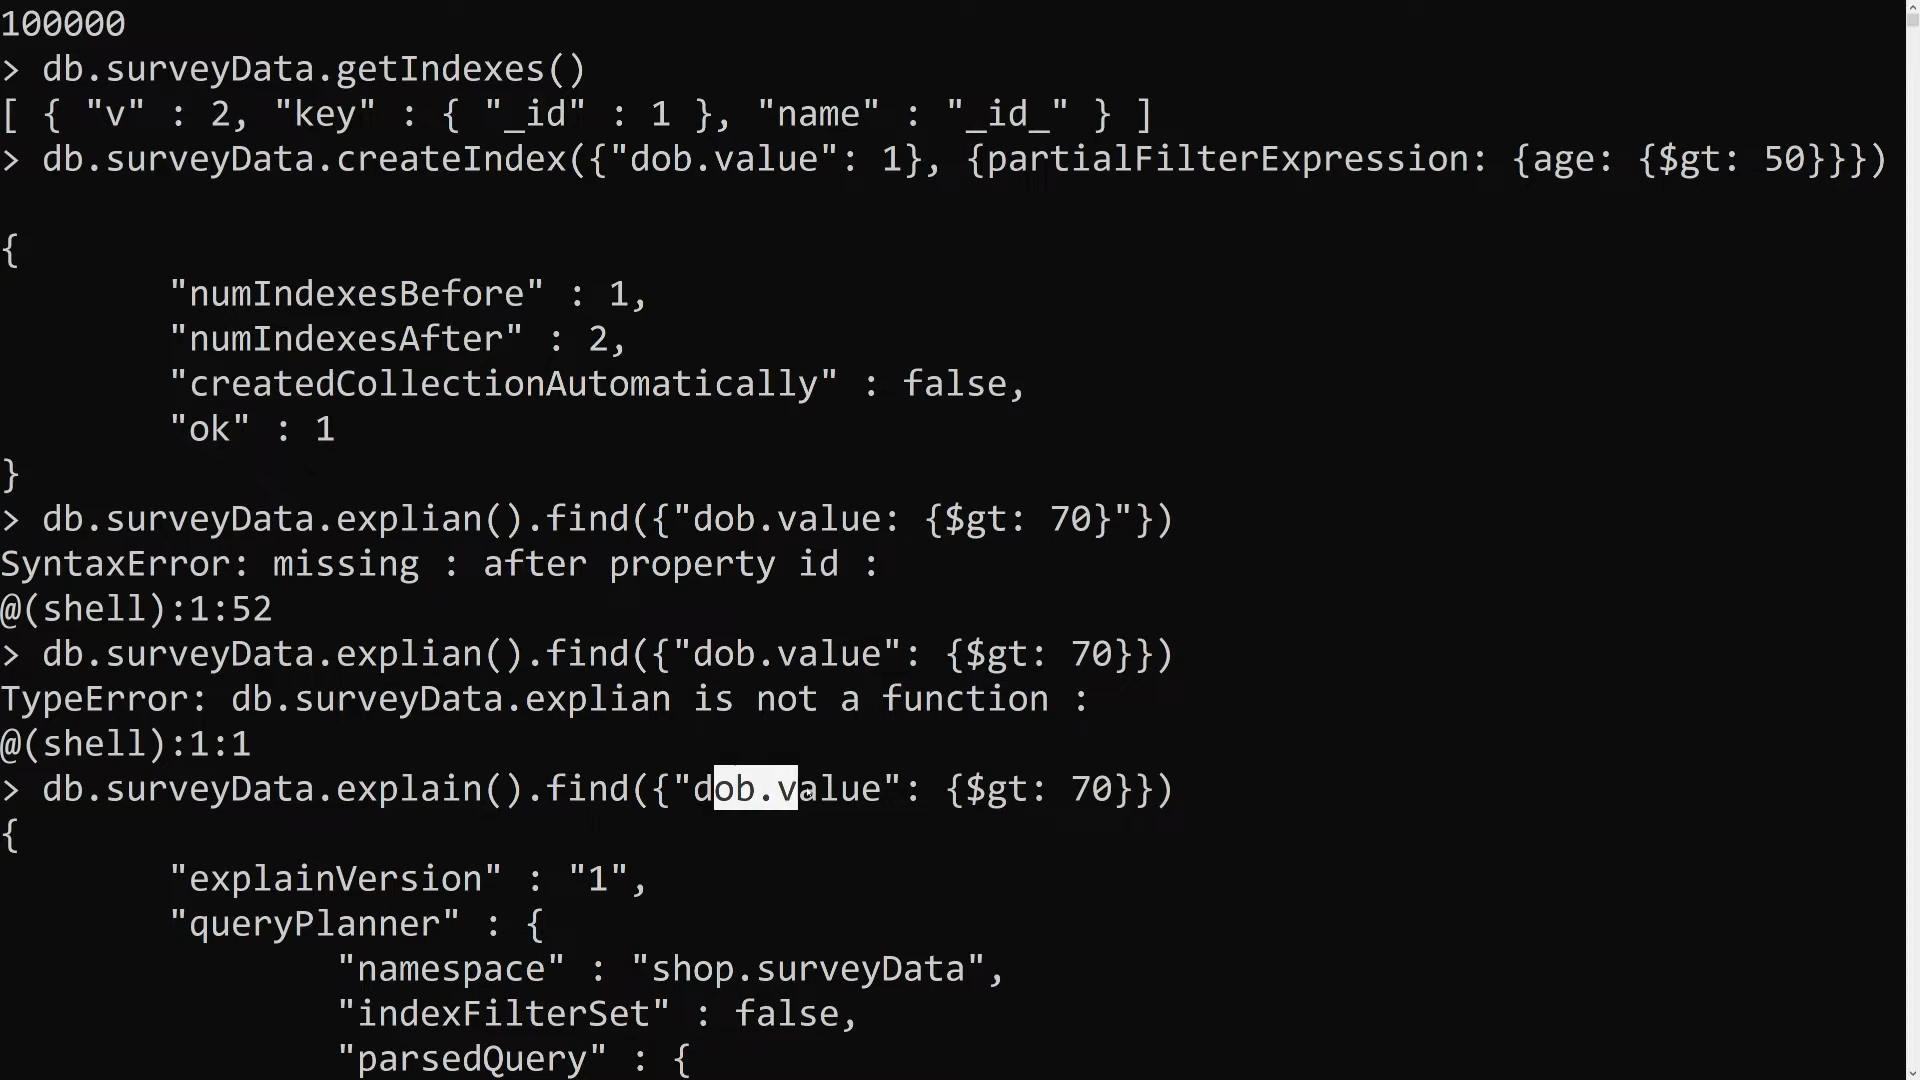 100000
> db.surveyData.getIndexes()
[ { "v" : 2, "key" : { "_id" : 1 }, "name" : "_id_" } ]
> db.surveyData.createIndex({"dob.value": 1}, {partialFilterExpression: {age: {$gt: 50}}})
{
"numIndexesBefore" : 1,
"numIndexesAfter" : 2,
"createdCollectionAutomatically" : false,
"ok" : 1
}
> db.surveyData.explian().find({"dob.value: {$gt: 70}"})
SyntaxError: missing : after property id :
@(shell):1:52
> db.surveyData.explian().find({"dob.value": {$gt: 70}})
TypeError: db.surveyData.explian is not a function :
@(shell):1:1
> db.surveyData.explain().find({"dob.value": {$gt: 70}})
{
"explainVersion" : "1",
"queryPlanner" : {
"namespace" : "shop.surveyData",
"indexFilterSet" : false,
"parsedQuery" : {